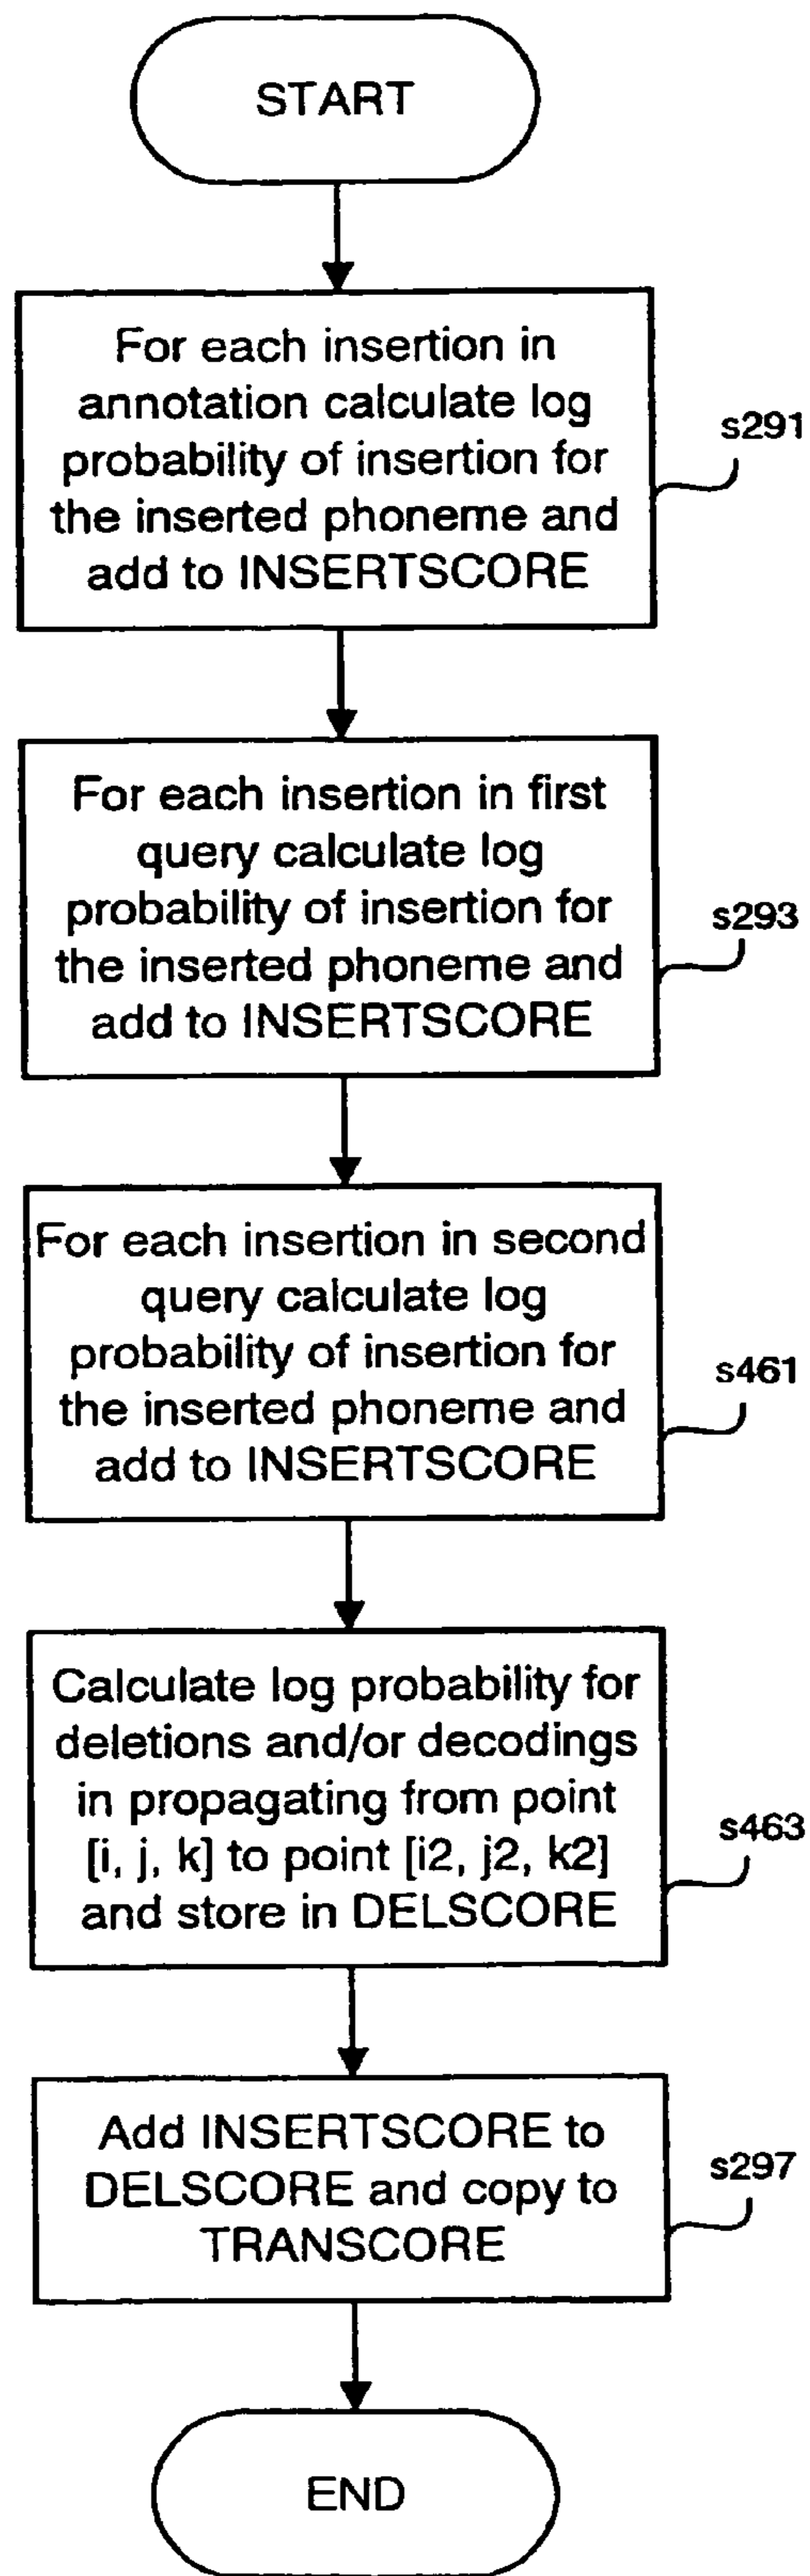 START
For each insertion in
annotation calculate log
probability of insertion for
the inserted phoneme and
add to INSERTSCORE
s291
For each insertion in first
query calculate log
probability of insertion for
the inserted phoneme and
add to INSERTSCORE
s293
For each insertion in second
query calculate log
probability of insertion for
the inserted phoneme and
add to INSERTSCORE
s461
Calculate log probability for
deletions and/or decodings
in propagating from point
[i, j, k] to point [i2, j2, k2]
and store in DELSCORE
s463
Add INSERTSCORE to
DELSCORE and copy to
TRANSCORE
s297
END